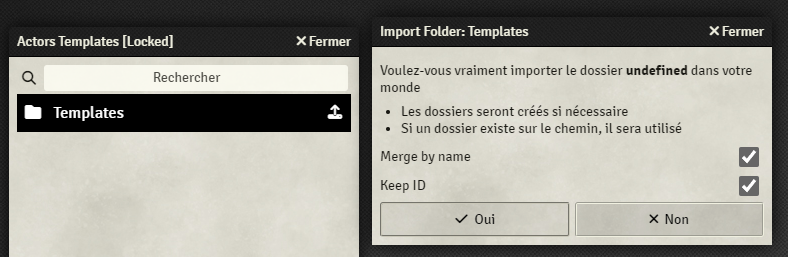 Actors Templates [Locked]
Fermer
Rechercher
Templates
Import Folder: Templates
Fermer
Voulez-vous vraiment importer le dossier undefined dans votre
monde
Les dossiers seront créés si nécessaire
Si un dossier existe sur le chemin, il sera utilisé
Merge by name
Keep ID
Oui
Non